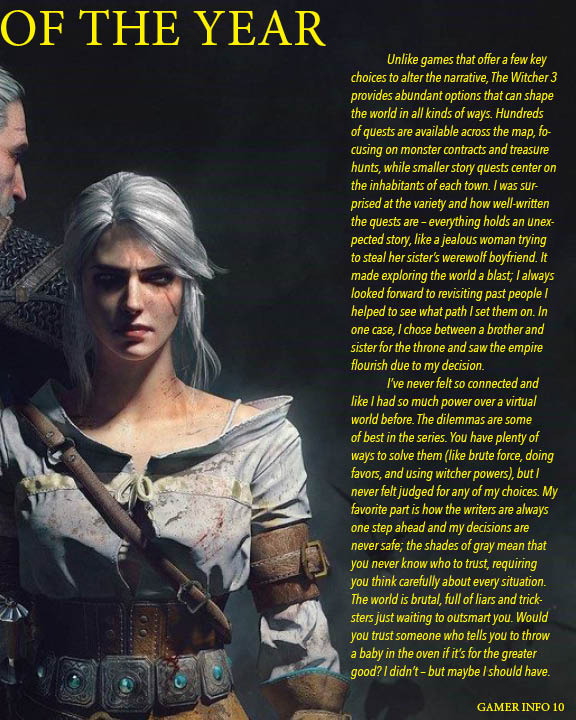 OF THE YEAR
Unlike games that offer a few key
choices to alter the narrative, The Witcher 3
provides abundant options that can shape
the world in all kinds of ways. Hundreds
of quests are available across the map, fo-
cusing on monster contracts and treasure
hunts, while smaller story quests center on
the inhabitants of each town. I was sur-
prised at the variety and how well-written
the quests are – everything holds an unex-
pected story, like a jealous woman trying
to steal her sister's werewolf boyfriend. It
made exploring the world a blast; I always
looked forward to revisiting past people I
helped to see what path I set them on. In
one case, I chose between a brother and
sister for the throne and saw the empire
flourish due to my decision.
I've never felt so connected and
like I had so much power over a virtual
world before. The dilemmas are some
of best in the series. You have plenty of
ways to solve them (like brute force, doing
favors, and using witcher powers), but I
never felt judged for any of my choices. My
favorite part is how the writers are always
one step ahead and my decisions are
never safe; the shades of gray mean that
you never know who to trust, requiring
you think carefully about every situation.
The world is brutal, full of liars and trick-
sters just waiting to outsmart you. Would
you trust someone who tells you to throw
a baby in the oven if it's for the greater
good? I didn't – but maybe I should have.
GAMER INFO 10